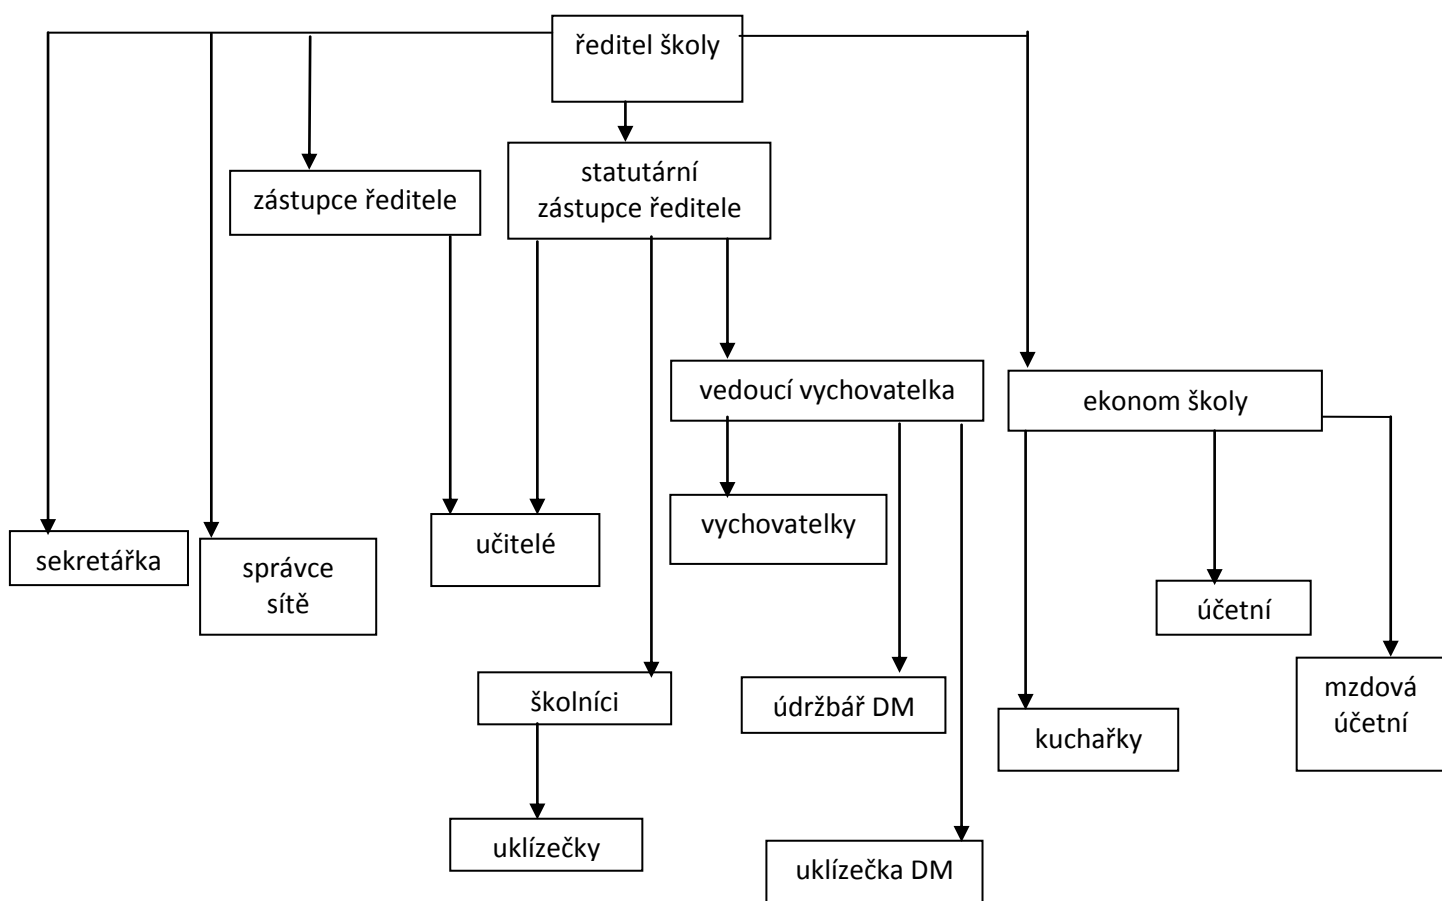 ředitel školy
statutární
zástupce ředitele
zástupce ředitele
vedoucí vychovatelka
ekonom školy
vychovatelky
učitelé
sekretářka
správce
sítě
účetní
školníci
údržbář DM
mzdová
účetní
kuchařky
uklízečky
uklízečka DM